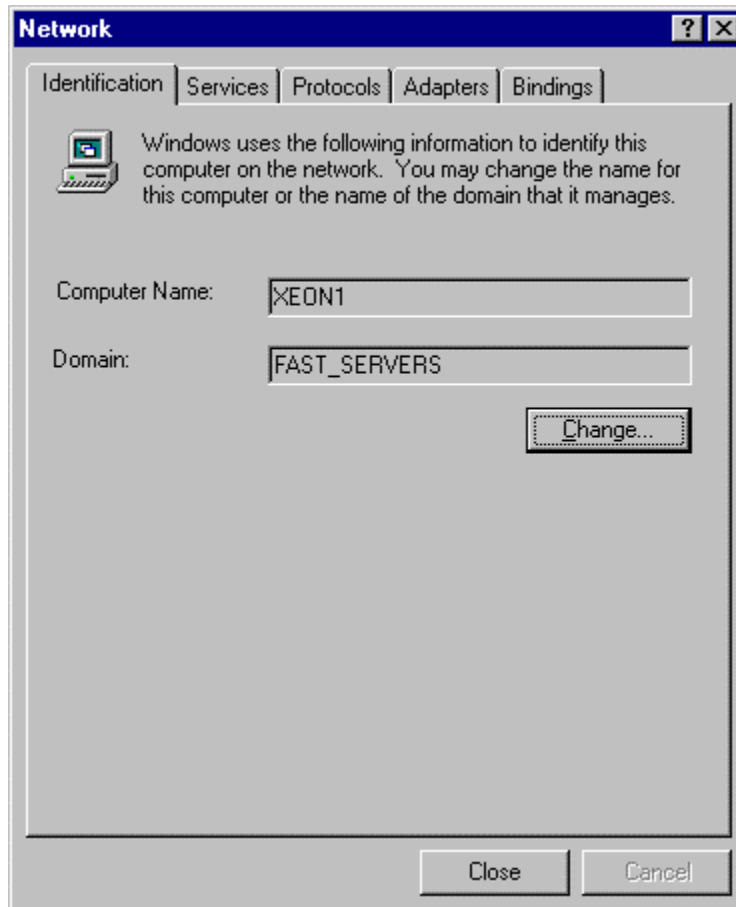 Network
Identification Services Protocols Adapters Bindings
Windows uses the following information to identify this
computer on the network. You may change the name for
this computer or the name of the domain that it manages.
Computer Name: XEON1
Domain: FAST_SERVERS
Change...
Close Cancel